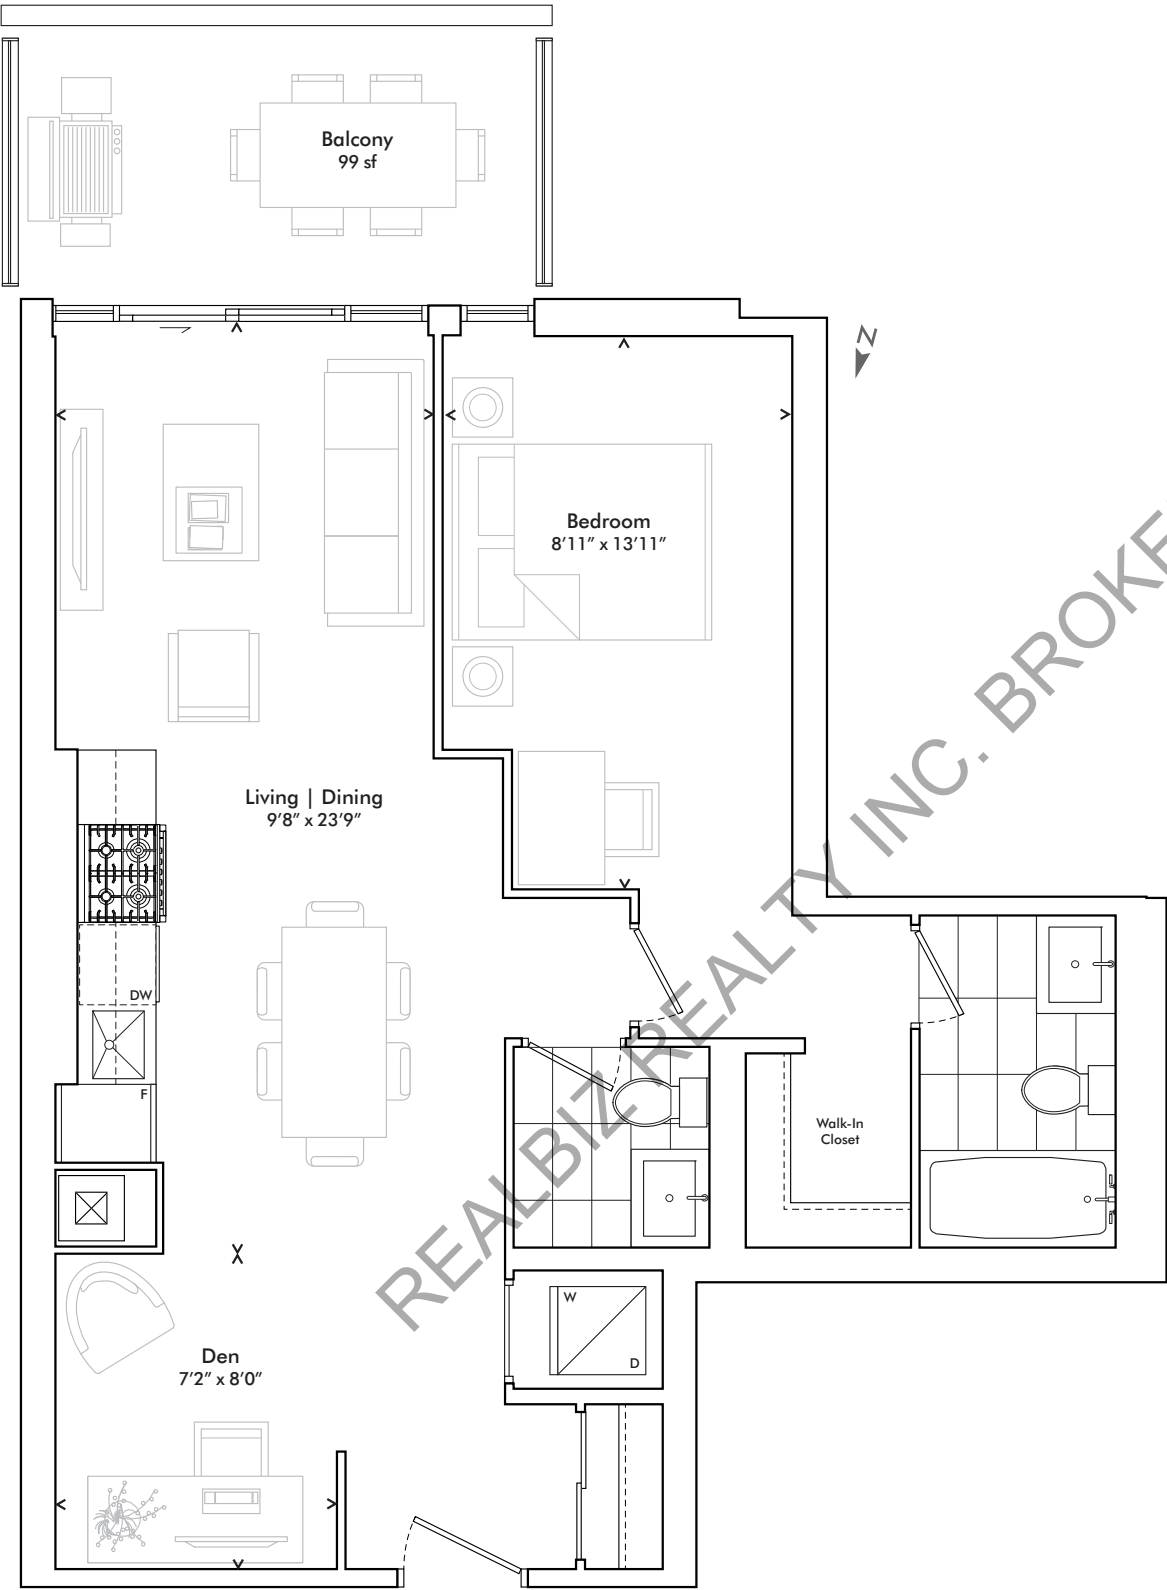 Balcony
99 sf
N
Bedroom
8'11" x 13'11"
Living | Dining
9'8" x 23'9"
DW
F
Walk-In
Closet
W
D
Den
7'2" x 8'0"
REALBIZ REALTY INC.